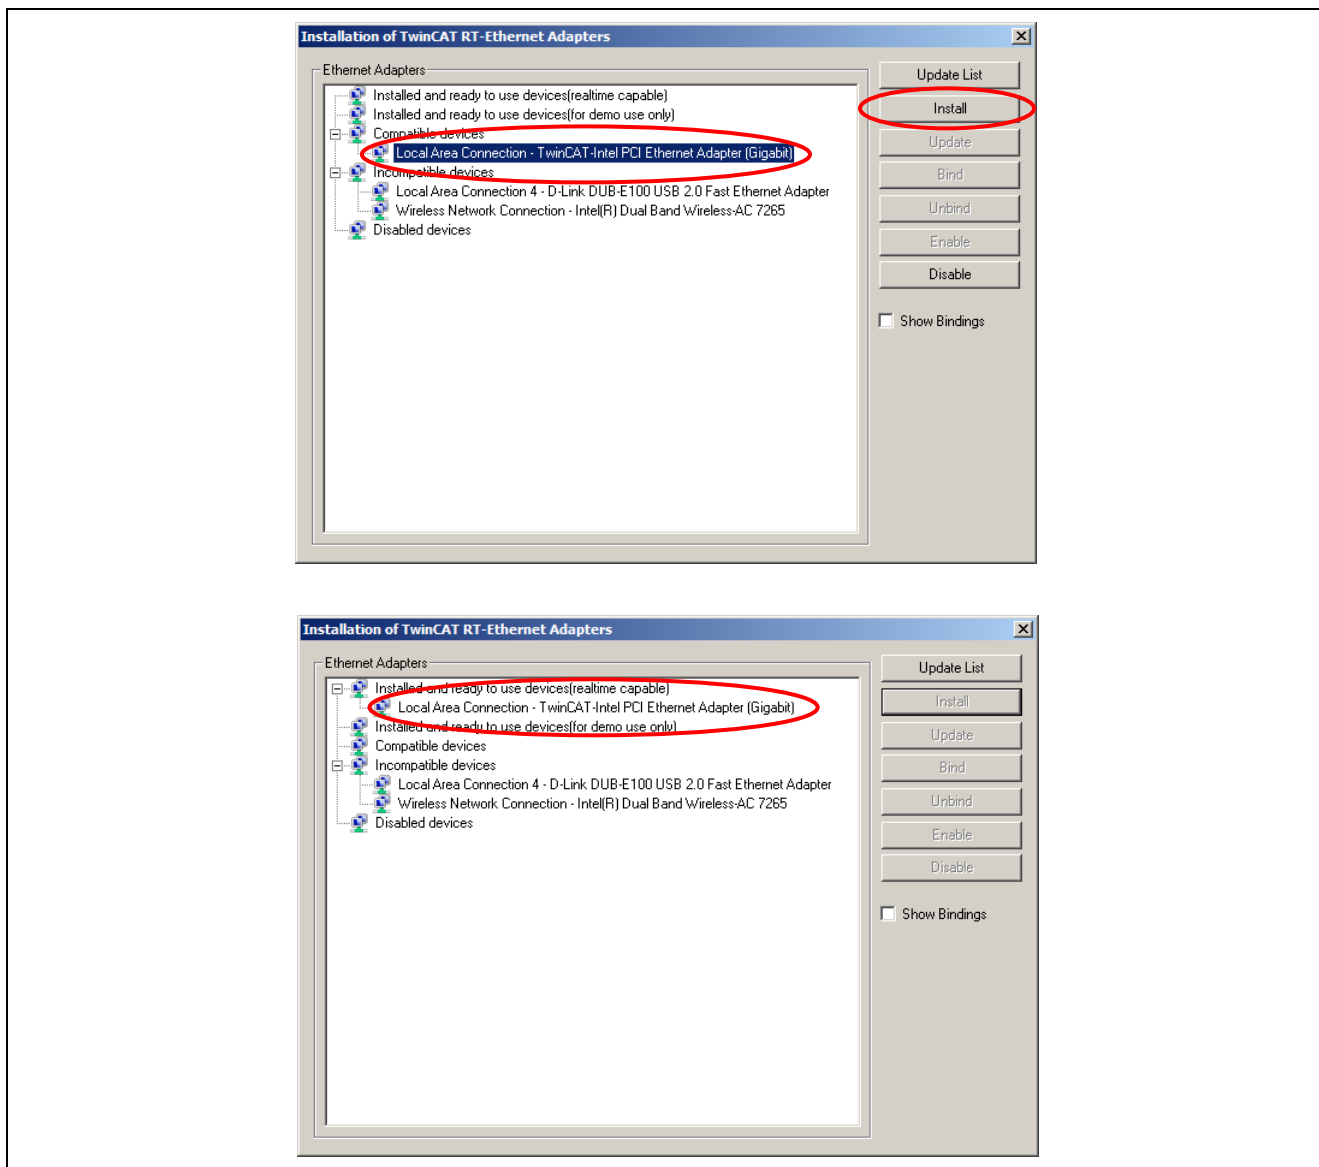 Installation of TwinCAT RT-Ethernet Adapters
Ethernet Adapters
Installed and ready to use devices(realtime capable)
Installed and ready to use devices(for demo use only)
Compatible devices
Local Area Connection - TwinCAT-Intel PCI Ethernet Adapter (Gigabit)
Incompatible devices
Local Area Connection 4 - D-Link DUB-E100 USB 2.0 Fast Ethernet Adapter
Wireless Network Connection - Intel(R) Dual Band Wireless-AC 7265
Disabled devices
Update List
Install
Update
Bind
Unbind
Enable
Disable
Show Bindings
Installation of TwinCAT RT-Ethernet Adapters
Ethernet Adapters
Installed and ready to use devices(realtime capable)
Local Area Connection - TwinCAT-Intel PCI Ethernet Adapter (Gigabit)
Installed and ready to use devices(for demo use only)
Compatible devices
Incompatible devices
Local Area Connection 4 - D-Link DUB-E100 USB 2.0 Fast Ethernet Adapter
Wireless Network Connection - Intel(R) Dual Band Wireless-AC 7265
Disabled devices
Update List
Install
Update
Bind
Unbind
Enable
Disable
Show Bindings